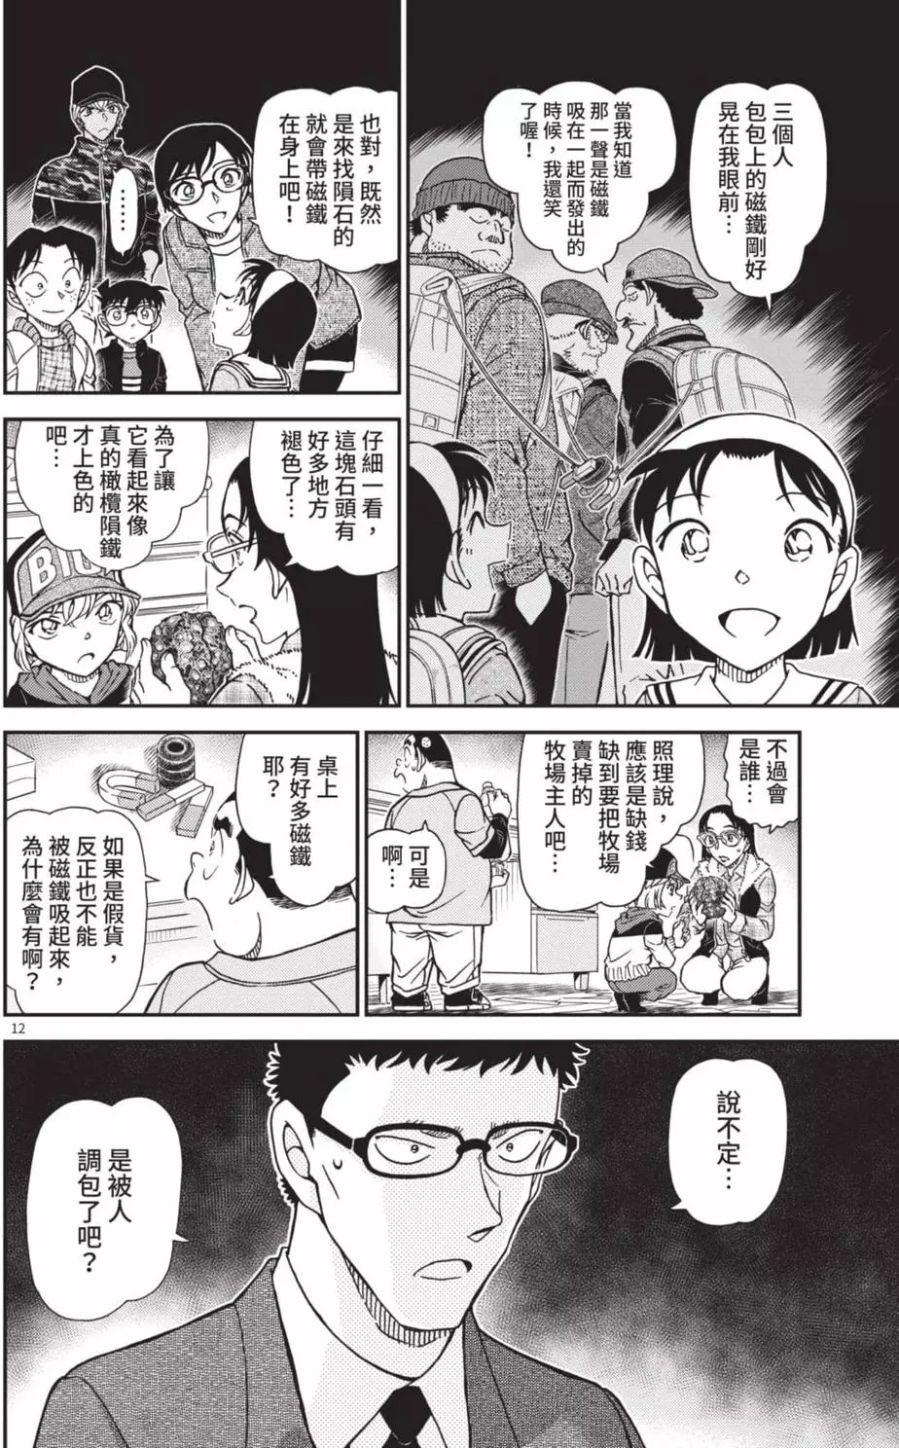 三個人
包包上的磁鐵剛好
晃在我眼前…
當我知道
那一聲是磁鐵
吸在一起而發出的
時候，我還笑
了喔！
也對，既然
是來找隕石的
就會帶磁鐵
在身上吧！
……
仔細一看，
這塊石頭有
好多地方
褪色了…
為了讓
它看起來像
真的橄欖隕鐵
才上色的
吧…
不過會
是誰…
照理說，
應該是缺錢
缺到要把牧場
賣掉的
牧場主人吧…
可是
啊…
桌上
有好多磁鐵
耶？
如果是假貨，
反正也不能
被磁鐵吸起來，
為什麼會有啊？
12
說不定…
是被人
調包了吧？